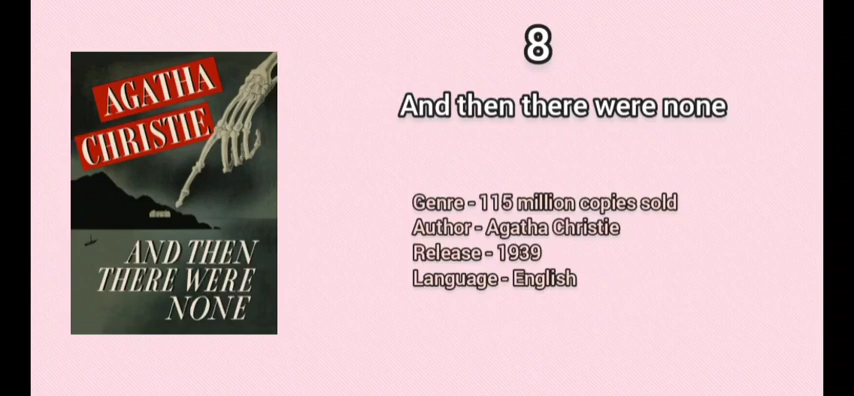 8
And then there were none
AGATHA
CHRISTIE
AND THEN
THERE WERE
NONE
Genre - 115 million copies sold
Author - Agatha Christie
Release - 1939
Language - English